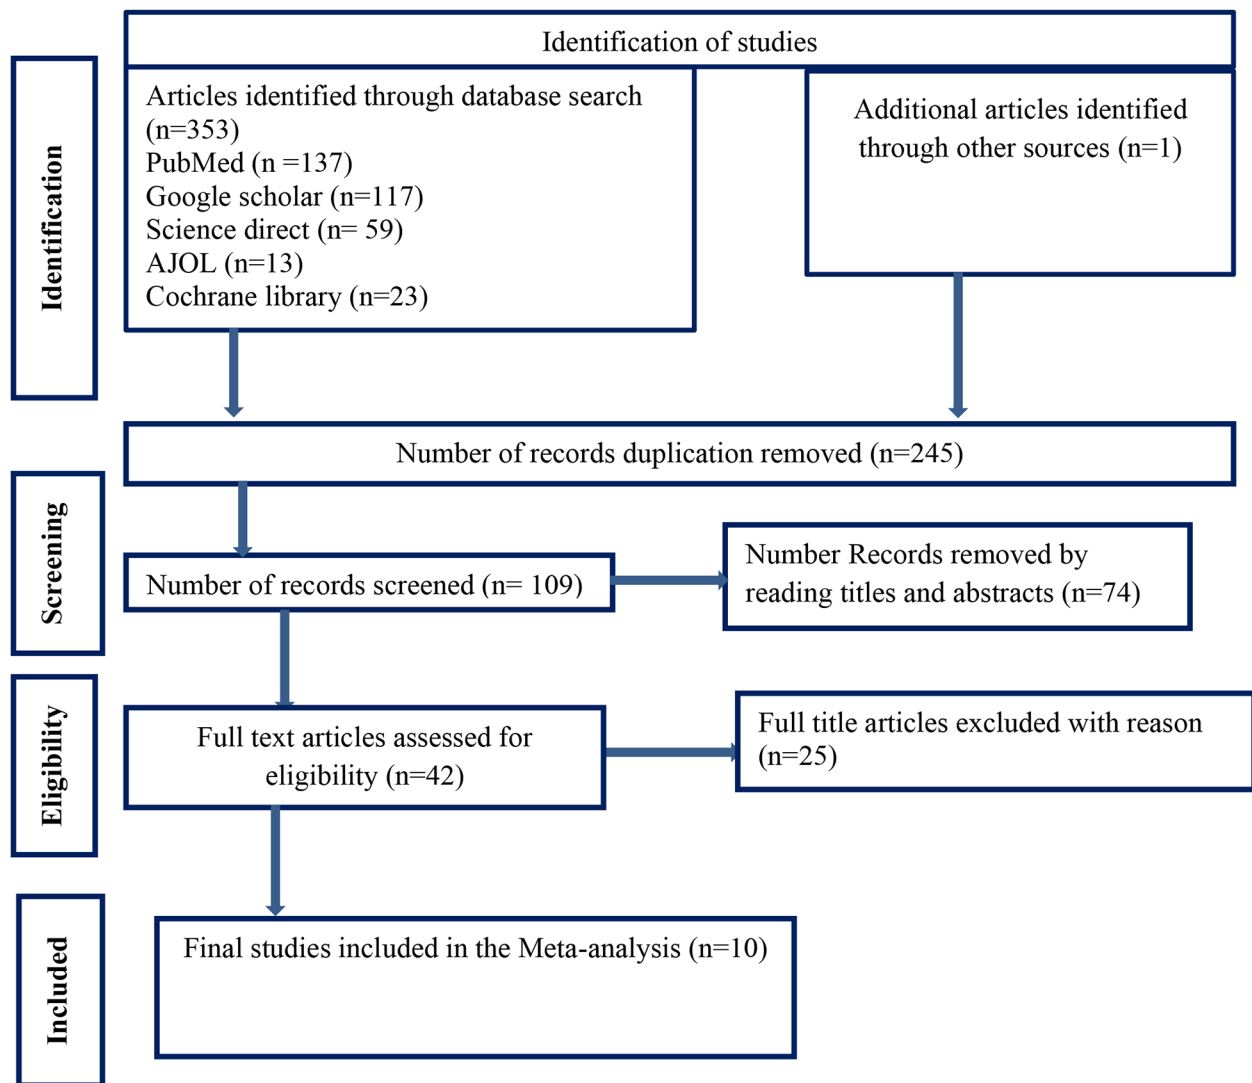 Identification of studies
Identification
Articles identified through database search
(n=353)
PubMed (n =137)
Google scholar (n=117)
Science direct (n= 59)
AJOL (n=13)
Cochrane library (n=23)
Additional articles identified
through other sources (n=1)
Number of records duplication removed (n=245)
Screening
Number of records screened (n= 109)
Number Records removed by
reading titles and abstracts (n=74)
Eligibility
Full text articles assessed for
eligibility (n=42)
Full title articles excluded with reason
(n=25)
Included
Final studies included in the Meta-analysis (n=10)